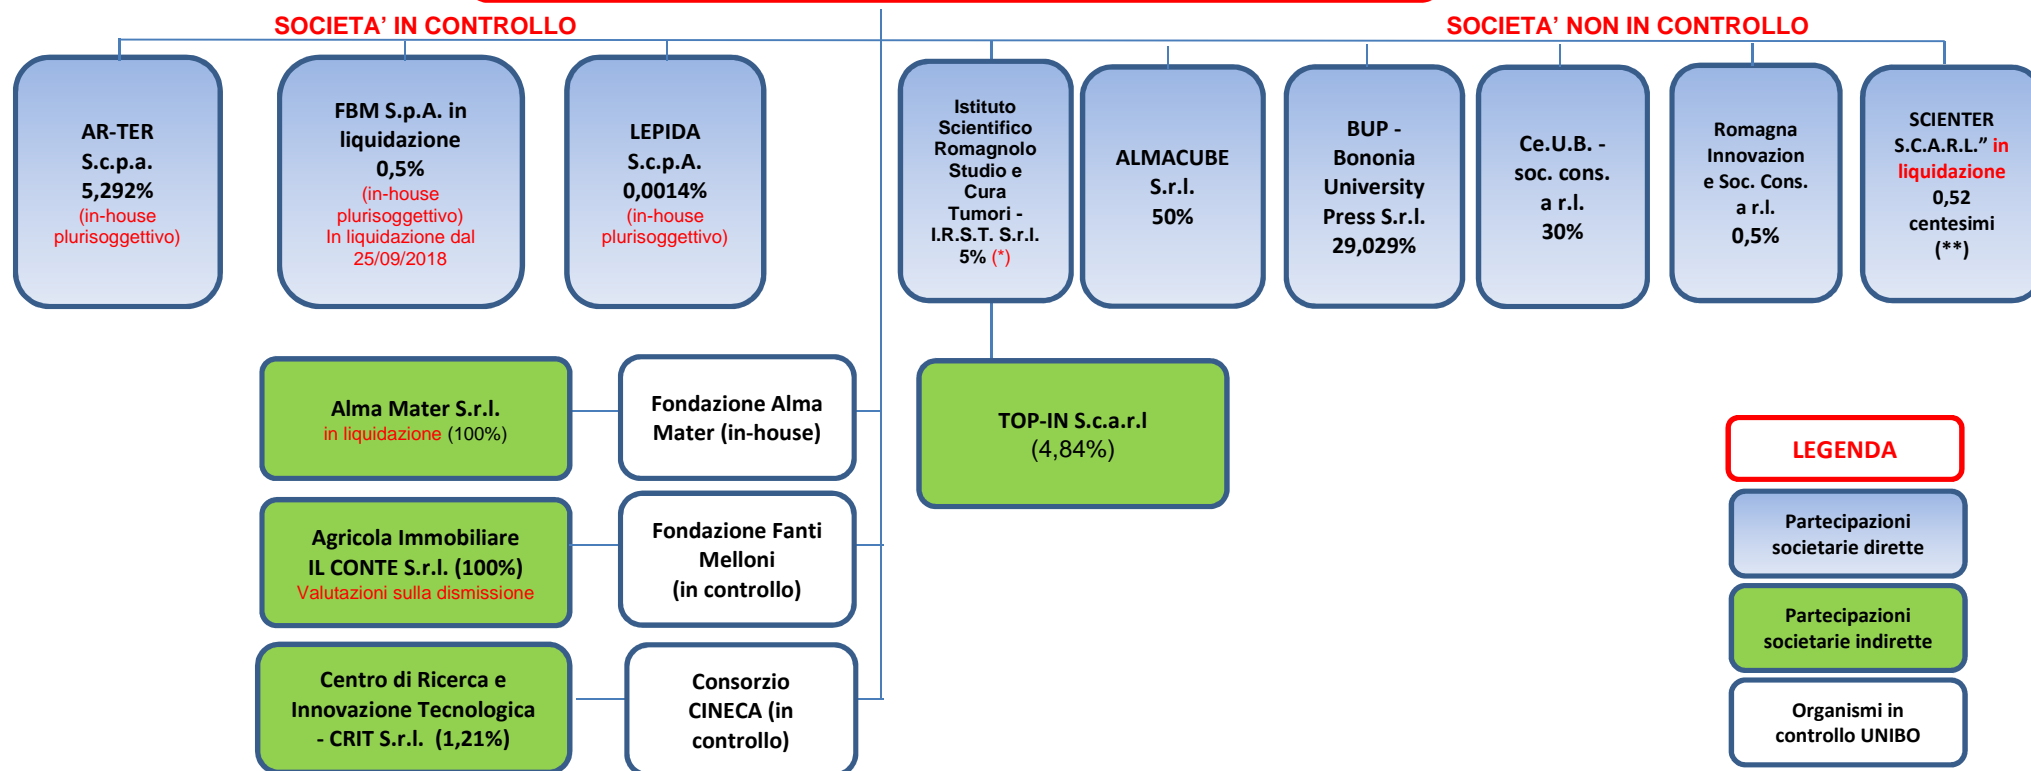 SOCIETA' IN CONTROLLO
SOCIETA' NON IN CONTROLLO
AR-TER
S.c.p.a.
5,292%
(in-house
plurisoggettivo)
FBM S.p.A. in
liquidazione
0,5%
(in-house
plurisoggettivo)
In liquidazione dal
25/09/2018
LEPIDA
S.c.p.A.
0,0014%
(in-house
plurisoggettivo)
Istituto
Scientifico
Romagnolo
Studio e
Cura
Tumori -
I.R.S.T. S.r.l.
5% (*)
ALMACUBE
S.r.l.
50%
BUP -
Bononia
University
Press S.r.l.
29,029%
Ce.U.B. -
soc. cons.
a r.l.
30%
Romagna
Innovazion
e Soc. Cons.
a r.l.
0,5%
SCIENTER
S.C.A.R.L.” in
liquidazione
0,52
centesimi
(**)
Alma Mater S.r.l.
in liquidazione (100%)
Fondazione Alma
Mater (in-house)
TOP-IN S.c.a.r.l
(4,84%)
Agricola Immobiliare
IL CONTE S.r.l. (100%)
Valutazioni sulla dismissione
Fondazione Fanti
Melloni
(in controllo)
Centro di Ricerca e
Innovazione Tecnologica
- CRIT S.r.l. (1,21%)
Consorzio
CINECA (in
controllo)
LEGENDA
Partecipazioni
societarie dirette
Partecipazioni
societarie indirette
Organismi in
controllo UNIBO